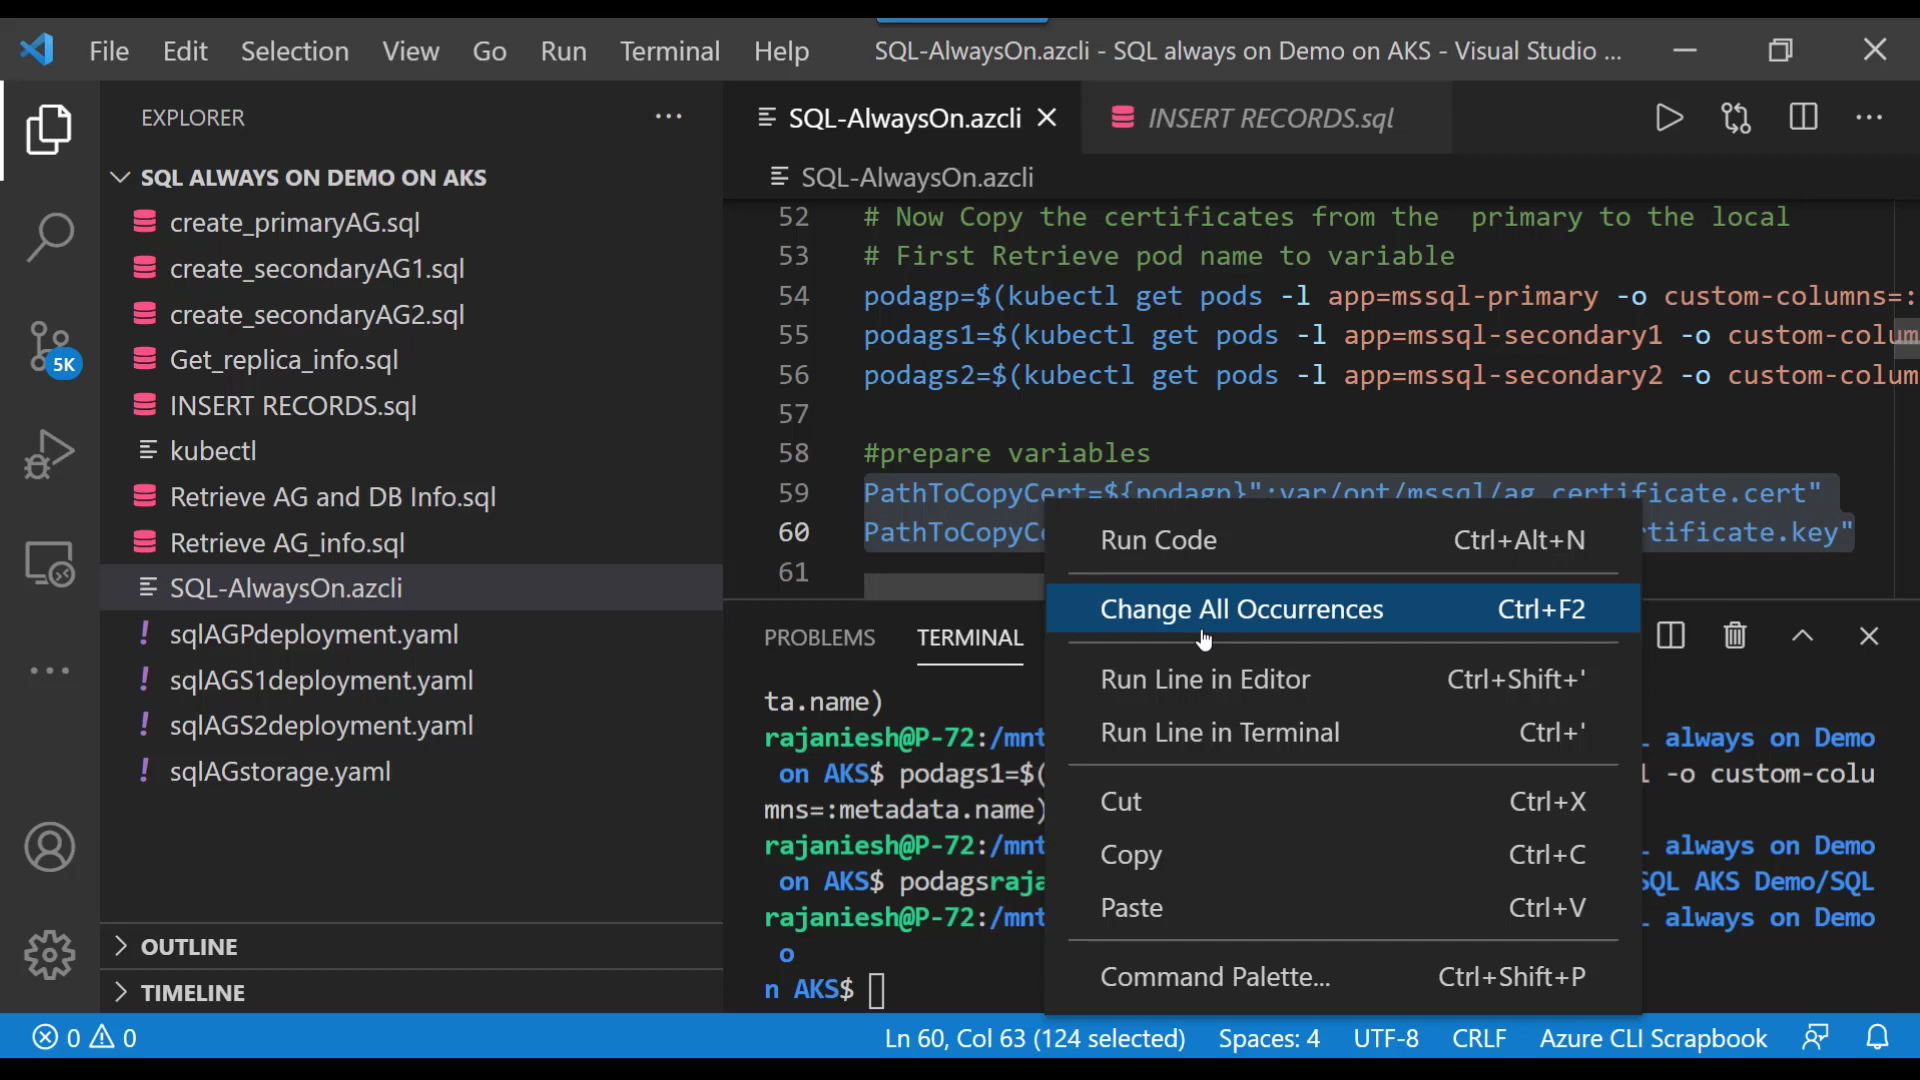 File Edit Selection View Go Run Terminal Help SQL-AlwaysOn.azcli - SQL always on Demo on AKS - Visual Studio ...
EXPLORER ...
SQL ALWAYS ON DEMO ON AKS
create_primaryAG.sql
create_secondaryAG1.sql
create_secondaryAG2.sql
Get_replica_info.sql
INSERT RECORDS.sql
kubectl
Retrieve AG and DB Info.sql
Retrieve AG_info.sql
SQL-AlwaysOn.azcli
! sqlAGPdeployment.yaml
! sqlAGS1deployment.yaml
! sqlAGS2deployment.yaml
! sqlAGstorage.yaml
OUTLINE
TIMELINE
5K
SQL-AlwaysOn.azcli INSERT RECORDS.sql
SQL-AlwaysOn.azcli
52 # Now Copy the certificates from the  primary to the local
53 # First Retrieve pod name to variable
54 podagp=$(kubectl get pods -l app=mssql-primary -o custom-columns=:
55 podags1=$(kubectl get pods -l app=mssql-secondary1 -o custom-colum
56 podags2=$(kubectl get pods -l app=mssql-secondary2 -o custom-colum
57
58 #prepare variables
59 PathToCopyCert=${podagp}":var/opt/mssql/ag_certificate.cert"
60 PathToCopyCe rtificate.key"
61
Run Code Ctrl+Alt+N
Change All Occurrences Ctrl+F2
Run Line in Editor Ctrl+Shift+'
Run Line in Terminal Ctrl+'
Cut Ctrl+X
Copy Ctrl+C
Paste Ctrl+V
Command Palette... Ctrl+Shift+P
PROBLEMS TERMINAL
ta.name)
rajaniesh@P-72:/mnt always on Demo
on AKS$ podags1=$( -o custom-colu
mns=:metadata.name)
rajaniesh@P-72:/mnt always on Demo
on AKS$ podagsraja SQL AKS Demo/SQL
rajaniesh@P-72:/mnt always on Demo
o
n AKS$
0 0 Ln 60, Col 63 (124 selected) Spaces: 4 UTF-8 CRLF Azure CLI Scrapbook